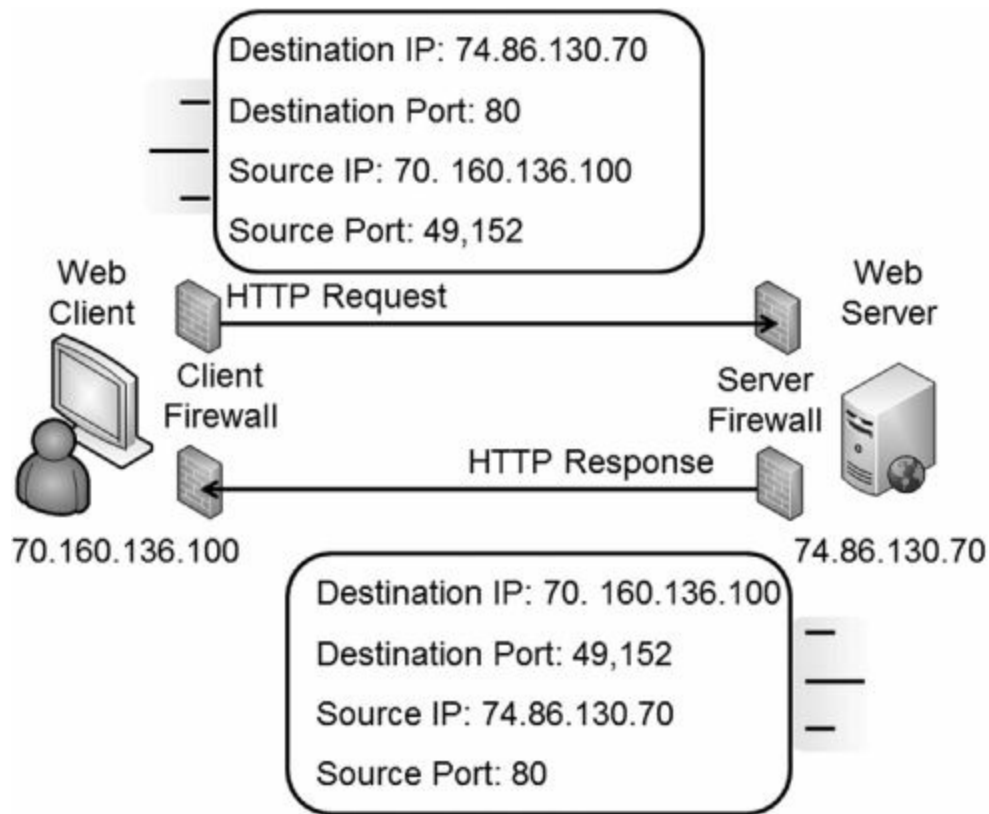 Destination IP: 74.86.130.70
Destination Port: 80
Source IP: 70. 160.136.100
Source Port: 49,152
Web
Client
HTTP Request
Web
Server
Client
Firewall
Server
Firewall
HTTP Response
70.160.136.100
74.86.130.70
Destination IP: 70. 160.136.100
Destination Port: 49,152
Source IP: 74.86.130.70
Source Port: 80